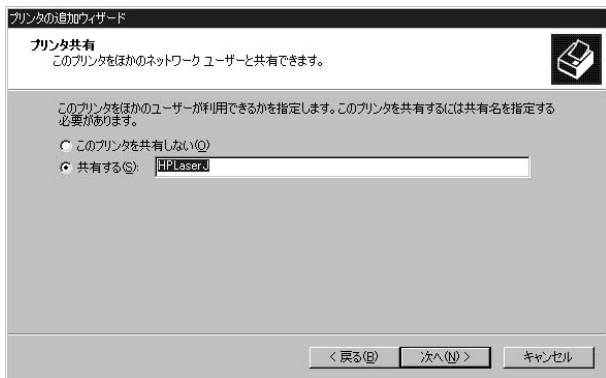 プリンタの追加ウィザード
プリンタ共有
このプリンタをほかのネットワーク ユーザーと共有できます。
このプリンタをほかのユーザーが利用できるかを指定します。このプリンタを共有するには共有名を指定する
必要があります。
このプリンタを共有しない(O)
共有する(S): HPLaserJ
< 戻る(B) 次へ(N) > キャンセル